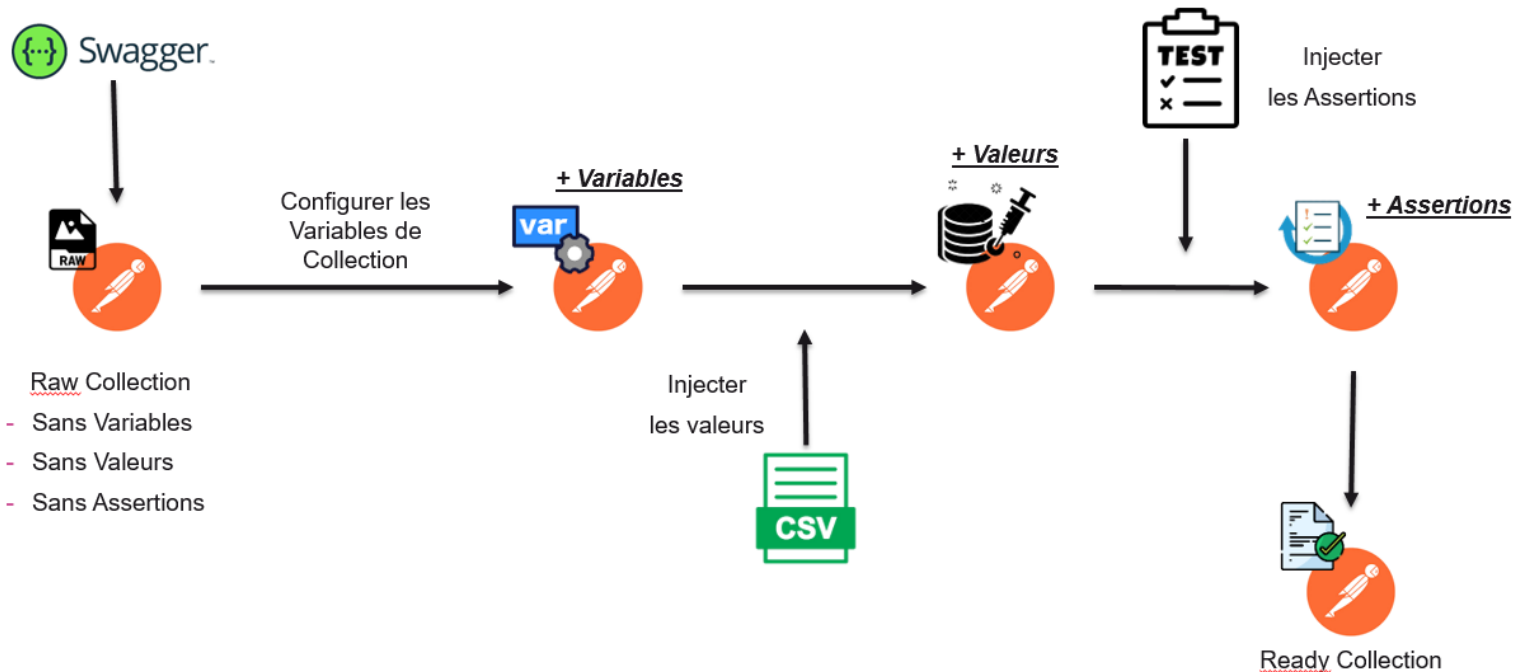 Swagger
RAW
Raw Collection
- Sans Variables
- Sans Valeurs
- Sans Assertions
Configurer les
Variables de
Collection
+ Variables
var
Injecter
les valeurs
CSV
+ Valeurs
TEST
Injecter
les Assertions
+ Assertions
Ready Collection